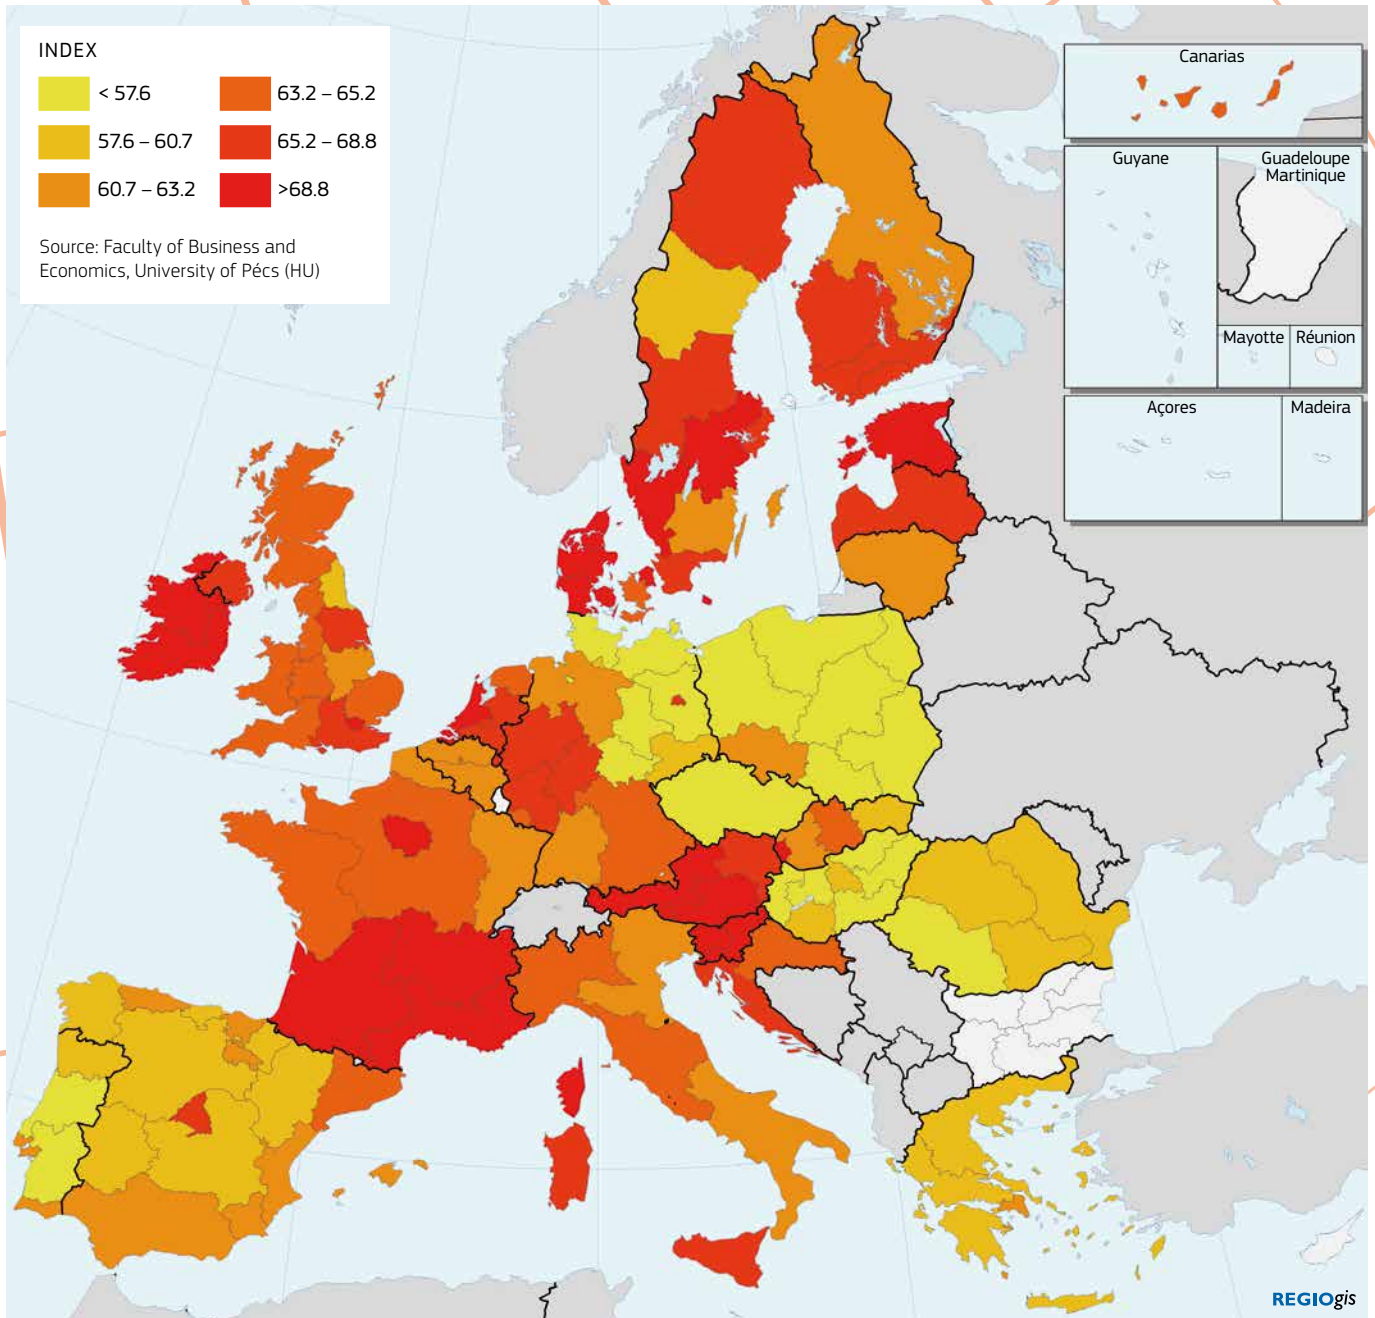 INDEX
< 57.6
57.6 – 60.7
60.7 – 63.2
63.2 – 65.2
65.2 – 68.8
>68.8
Source: Faculty of Business and
Economics, University of Pécs (HU)
Canarias
Guyane
Guadeloupe
Martinique
Mayotte
Réunion
Açores
Madeira
REGIOgis